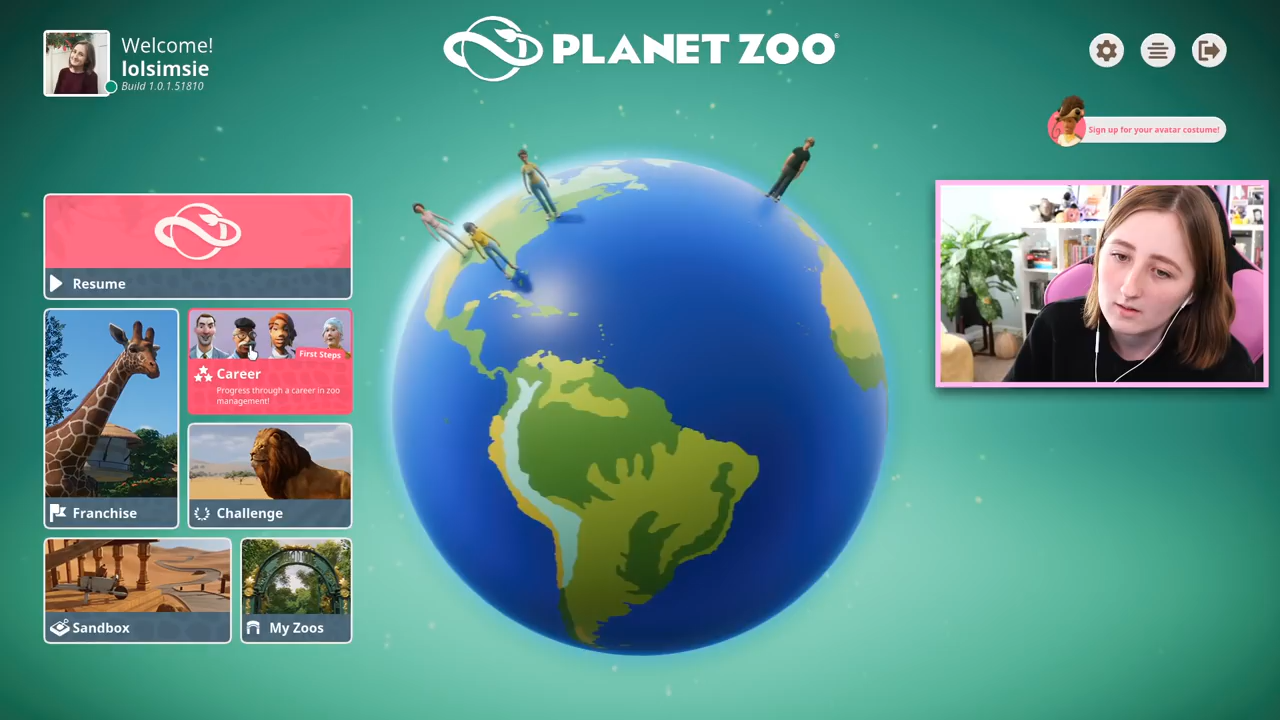 Welcome!
lolsimsie
Build 1.0.1.51810
PLANET ZOO
Sign up for your avatar costume!
Resume
First Steps
Career
Progress through a career in zoo
management!
Franchise
Challenge
Sandbox
My Zoos